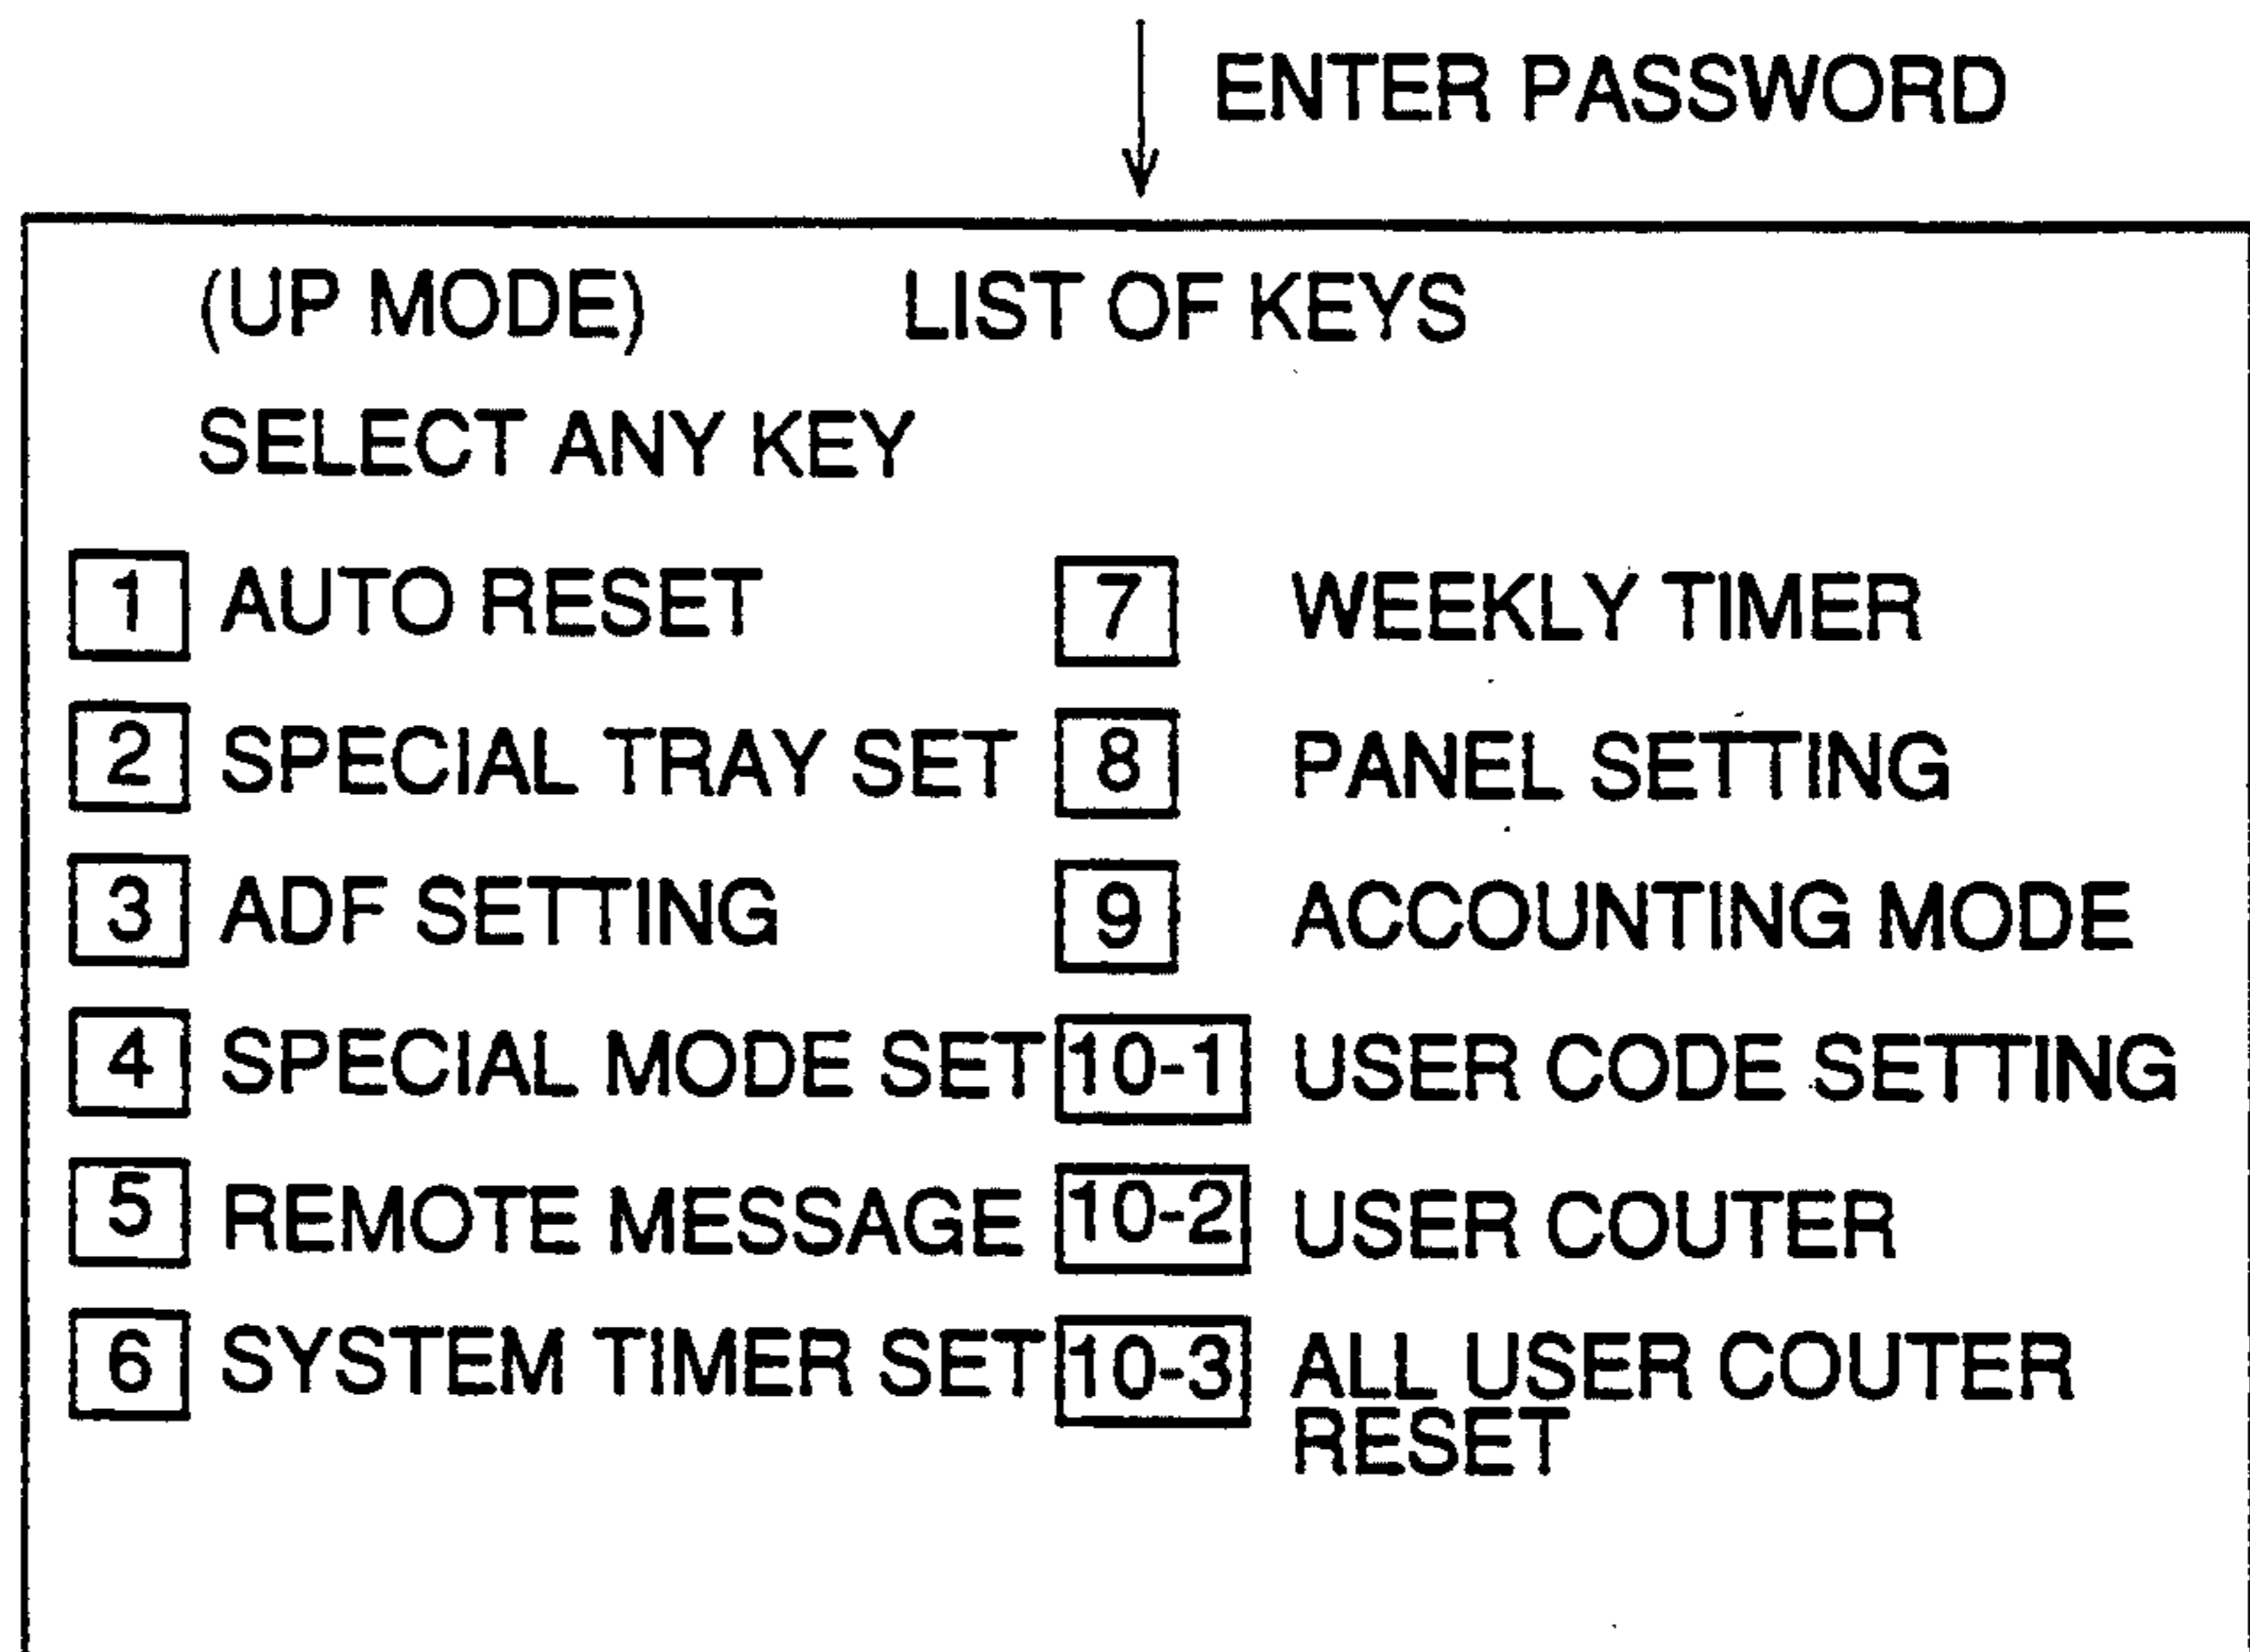 ENTER PASSWORD
(UP MODE) LIST OF KEYS
SELECT ANY KEY
1 AUTO RESET 7 WEEKLY TIMER
2 SPECIAL TRAY SET 8 PANEL SETTING
3 ADF SETTING 9 ACCOUNTING MODE
4 SPECIAL MODE SET 10-1 USER CODE SETTING
5 REMOTE MESSAGE 10-2 USER COUTER
6 SYSTEM TIMER SET 10-3 ALL USER COUTER
RESET